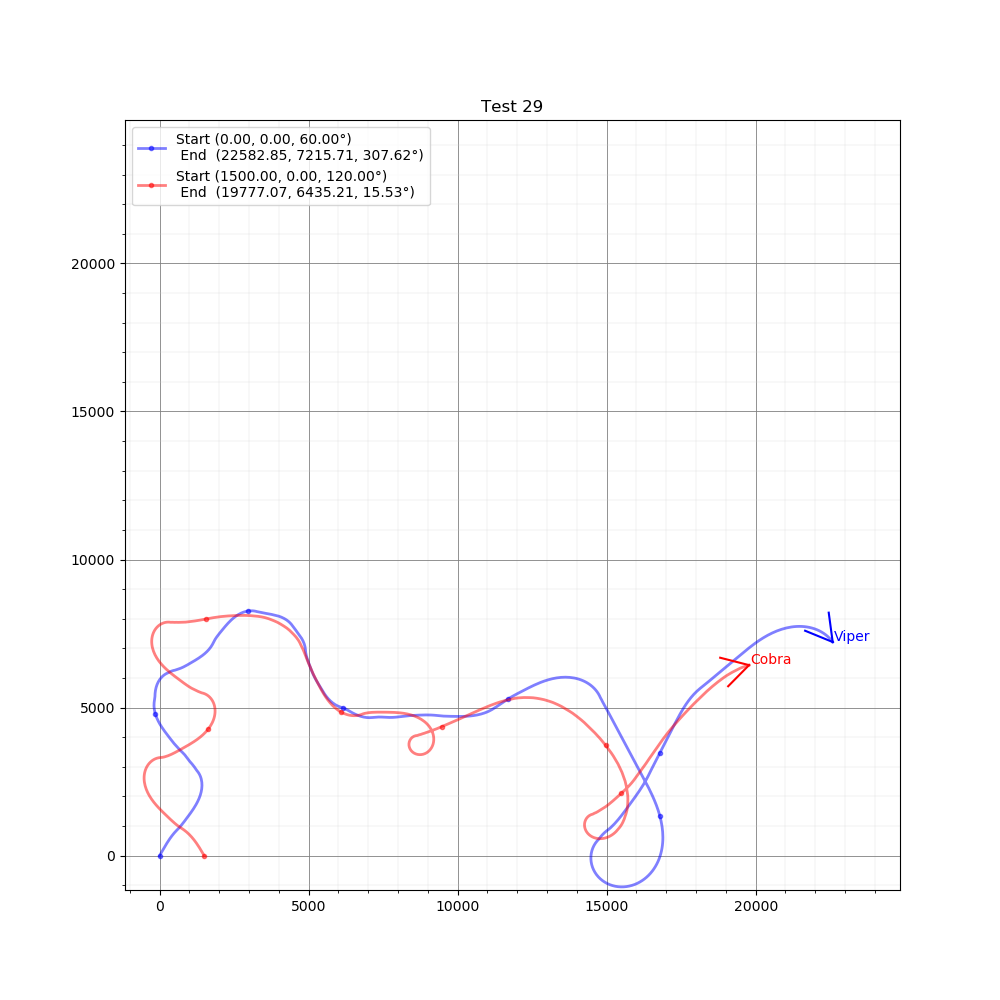 Test 29
Start (0.00, 0.00, 60.00°)
End (22582.85, 7215.71, 307.62°)
Start (1500.00, 0.00, 120.00°)
End (19777.07, 6435.21, 15.53°)
20000
15000
10000
Viper
Cobra
5000
0
0 5000 10000 15000 20000